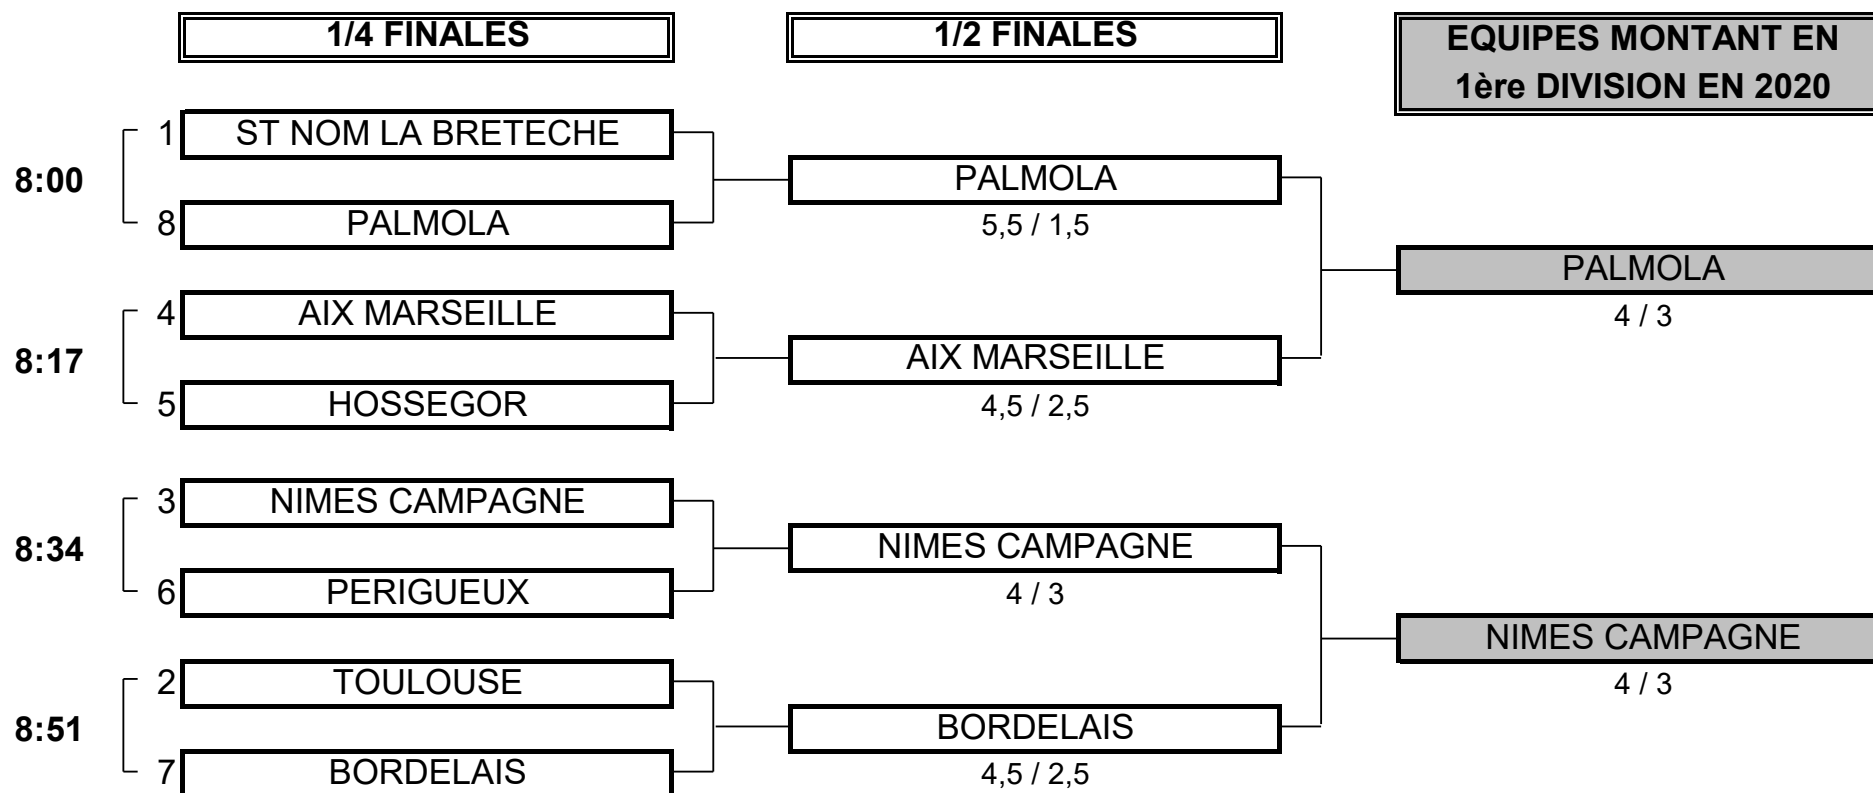 1/4 FINALES
1/2 FINALES
EQUIPES MONTANT EN
1ère DIVISION EN 2020
8:00
1 ST NOM LA BRETECHE
8 PALMOLA
PALMOLA
5,5 / 1,5
8:17
4 AIX MARSEILLE
5 HOSSEGOR
AIX MARSEILLE
4,5 / 2,5
PALMOLA
4 / 3
8:34
3 NIMES CAMPAGNE
6 PERIGUEUX
NIMES CAMPAGNE
4 / 3
8:51
2 TOULOUSE
7 BORDELAIS
BORDELAIS
4,5 / 2,5
NIMES CAMPAGNE
4 / 3